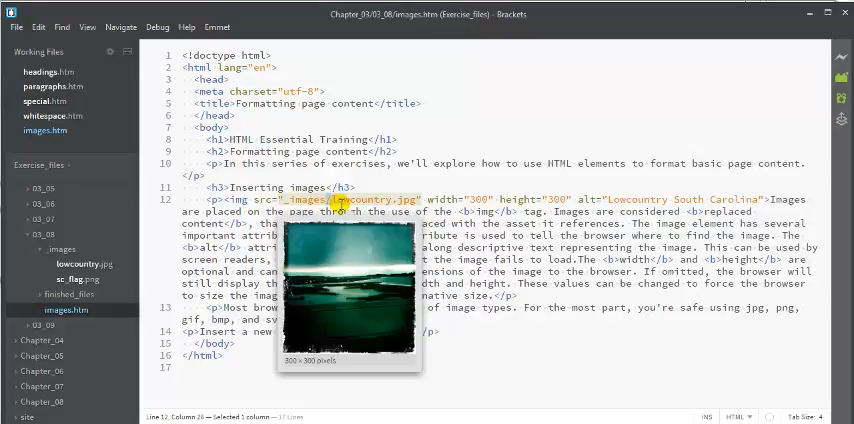 Chapter_03/03_08/images.htm (Exercise_files) - Brackets
File Edit Find View Navigate Debug Help Emmet
Working Files
headings.htm
paragraphs.htm
special.htm
whitespace.htm
images.htm
Exercise_files
03_05
03_06
03_07
03_08
_images
lowcountry.jpg
sc_flag.png
finished_files
images.htm
03_09
Chapter_04
Chapter_05
Chapter_06
Chapter_07
Chapter_08
site
1 <!doctype html>
2 <html lang="en">
3 <head>
4 <meta charset="utf-8">
5 <title>Formatting page content</title>
6 </head>
7 <body>
8 <h1>HTML Essential Training</h1>
9 <h2>Formatting page content</h2>
10 <p>In this series of exercises, we'll explore how to use HTML elements to format basic page content.
</p>
11 <h3>Inserting images</h3>
12 <p><img src="_images/lowcountry.jpg" width="300" height="300" alt="Lowcountry South Carolina">Images
are placed on the page through the use of the <b>img</b> tag. Images are considered <b>replaced
content</b>, tha laced with the asset it references. The image element has several
important attrib tribute is used to tell the browser where to find the image. The
<b>alt</b> attri along descriptive text representing the image. This can be used by
screen readers, t the image fails to load.The <b>width</b> and <b>height</b> are
optional and can ensions of the image to the browser. If omitted, the browser will
still display th width and height. These values can be changed to force the browser
to size the imag native size.</p>
13 <p>Most brow of image types. For the most part, you're safe using jpg, png,
gif, bmp, and sv
14 <p>Insert a new /p>
15 </body>
16 </html>
17
300 × 300 pixels
Line 12, Column 26 — Selected 1 column — 17 Lines
INS HTML Tab Size: 4